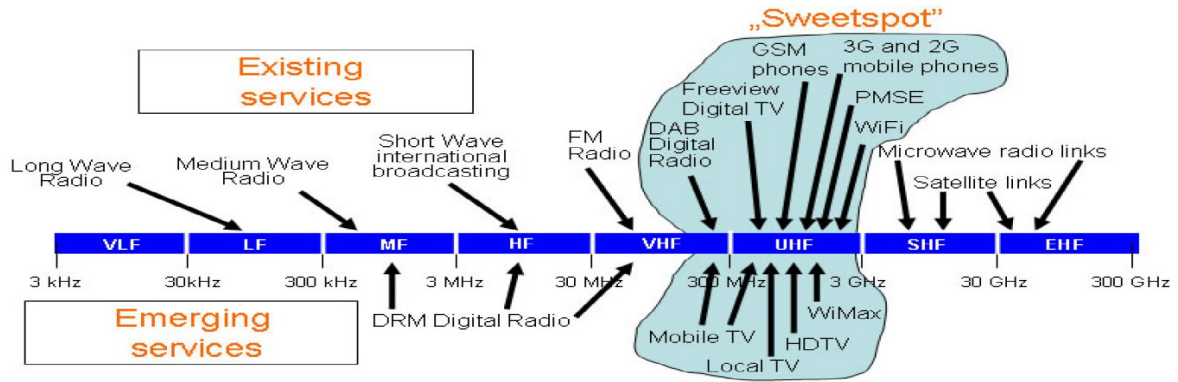 „Sweetspot”
Existing
services
GSM
phones
3G and 2G
mobile phones
Freeview
Digital TV
PMSE
DAB
Digital
Radio
WiFi
FM
Radio
Short Wave
international
broadcasting
Medium Wave
Radio
Long Wave
Radio
Microwave radio links
Satellite links
VLF LF MF HF VHF UHF SHF EHF
3 kHz 30kHz 300 kHz 3 MHz 30 MHz 300 MHz 3 GHz 30 GHz 300 GHz
Emerging
services
DRM Digital Radio
Mobile TV
Local TV
HDTV
WiMax